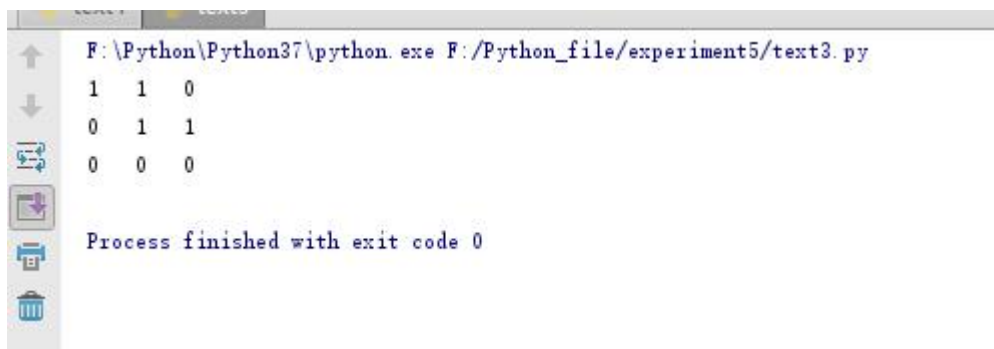 F:\Python\Python37\python.exe F:/Python_file/experiment5/text3.py
1 1 0
0 1 1
0 0 0
Process finished with exit code 0